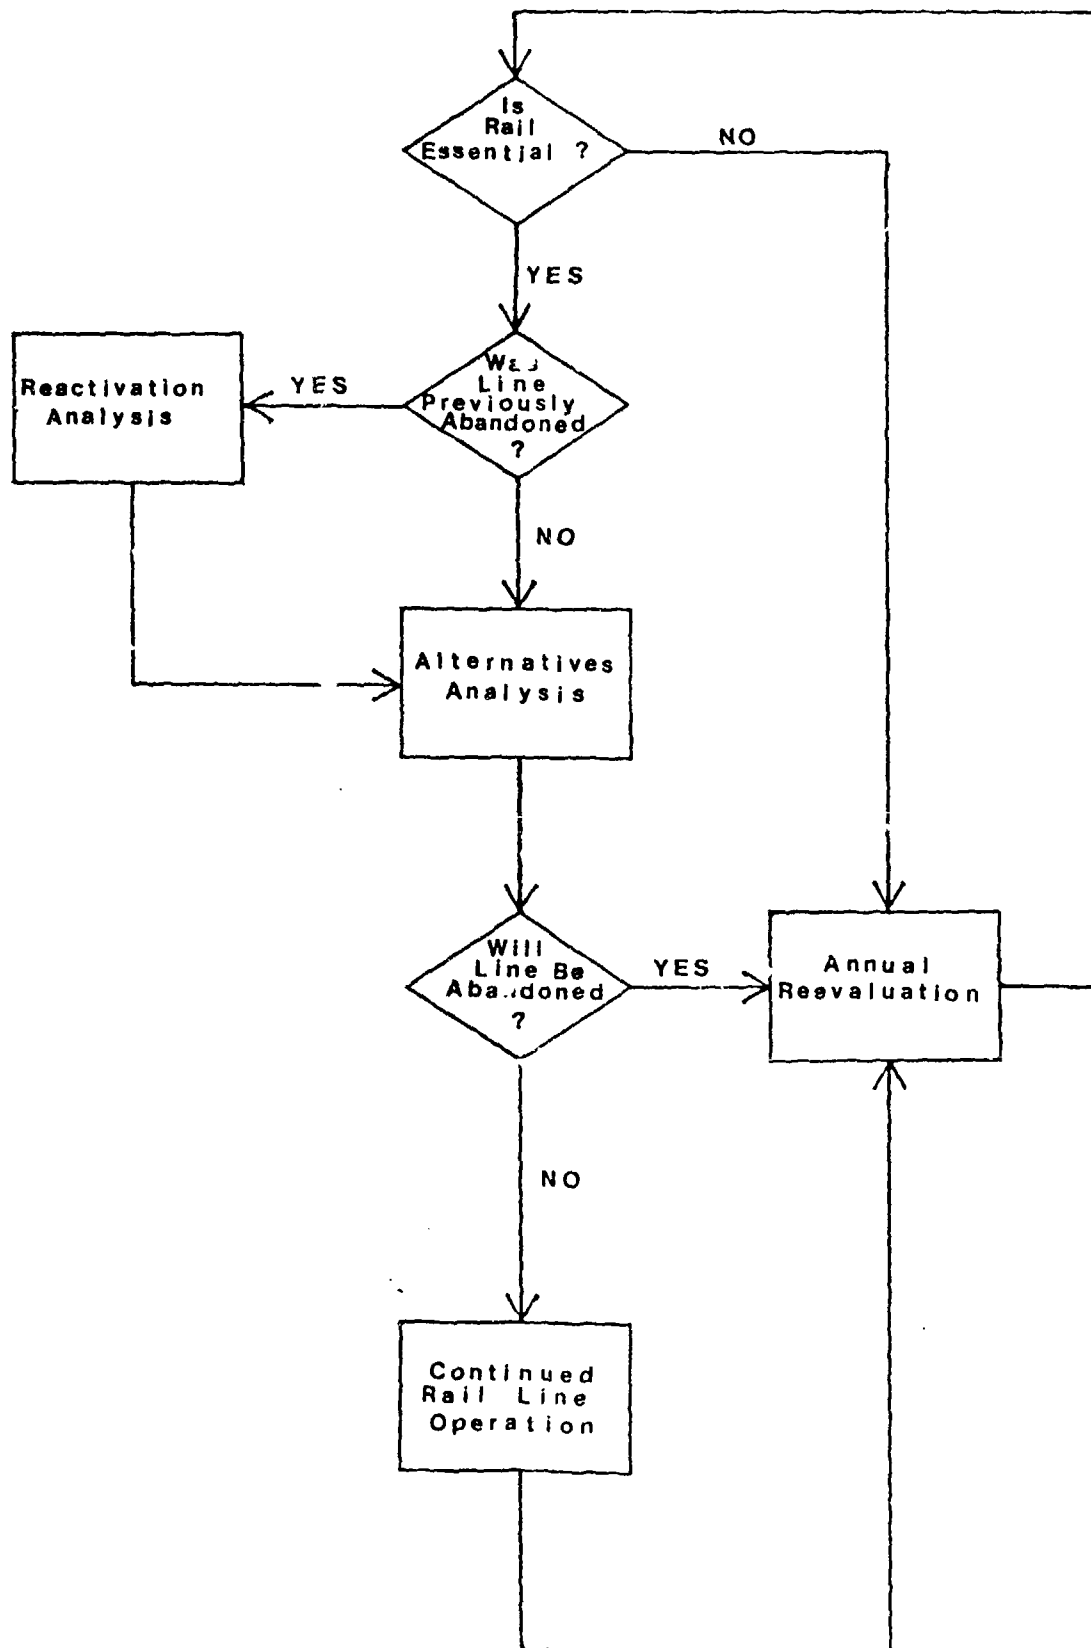 Is
Rail
Essential ?
NO
YES
Line
Previously
Abandoned
?
YES
Reactivation
Analysis
NO
Alternatives
Analysis
Will
Line Be
?
YES
Annual
Reevaluation
NO
Continued
Rail Line
Operation